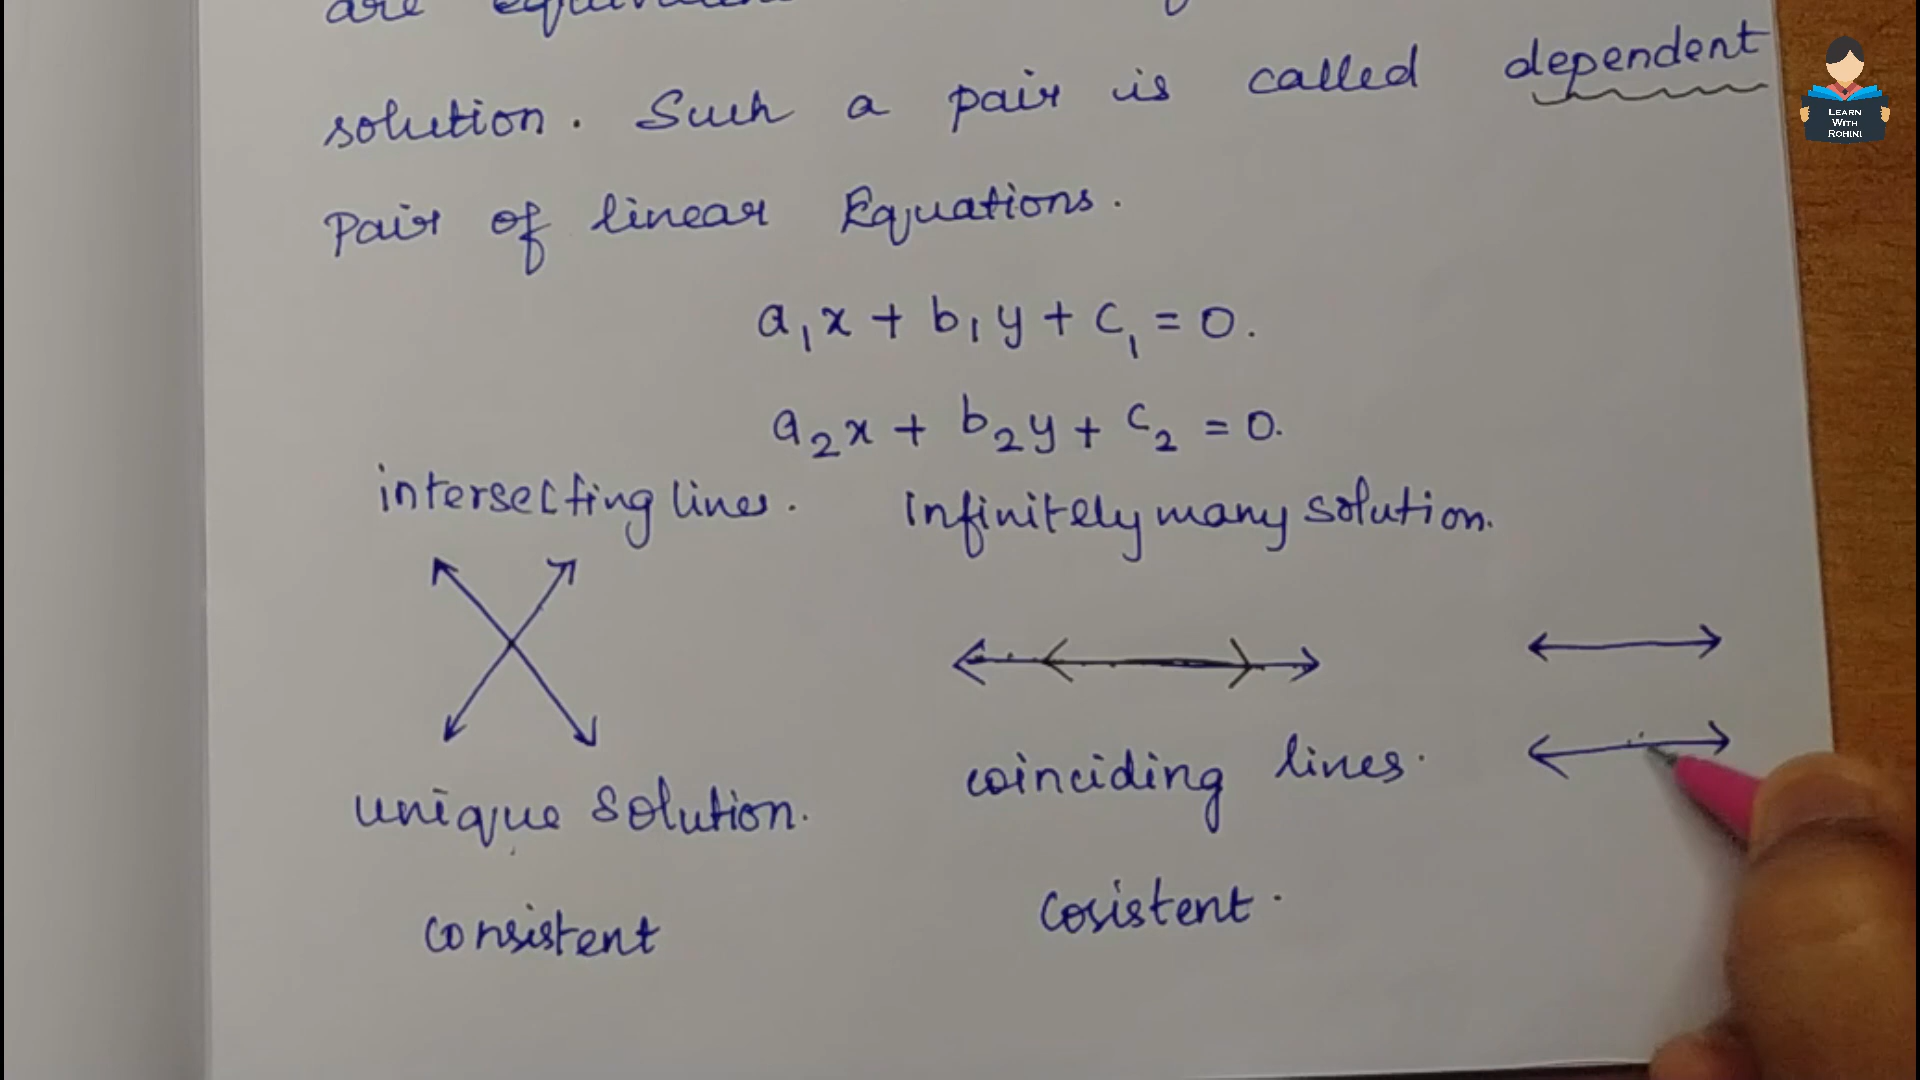 are
solution. Such a pair is called dependent
Pair of linear Equations.
a₁x + b₁y + c₁ = 0.
a₂x + b₂y + c₂ = 0.
intersecting lines. Infinitely many solution.
unique solution. coinciding lines.
consistent cosistent.
LEARN
WITH
ROHINI